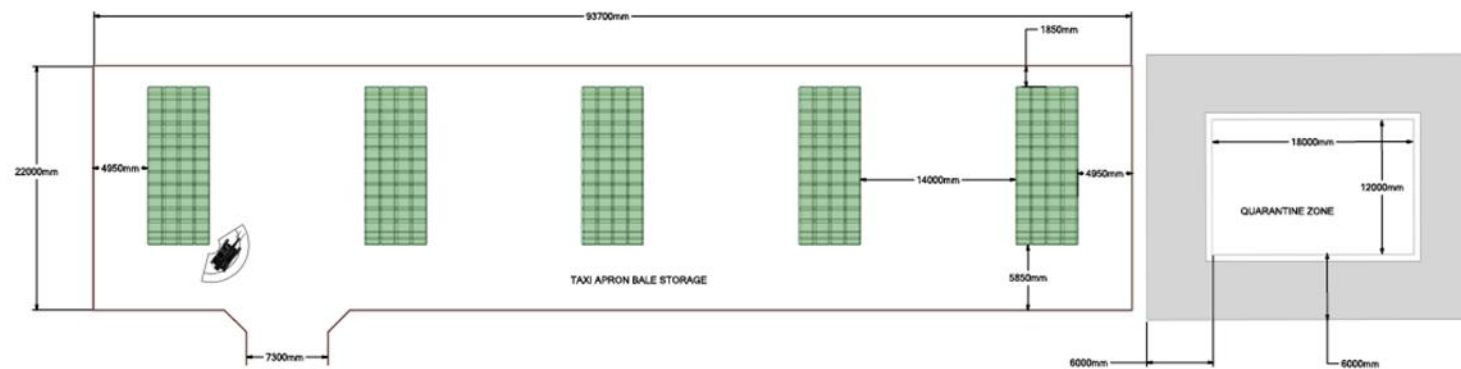 93700mm
1850mm
22000mm
4950mm
14000mm
4950mm
18000mm
12000mm
QUARANTINE ZONE
TAXI APRON BALE STORAGE
5850mm
7300mm
6000mm
6000mm